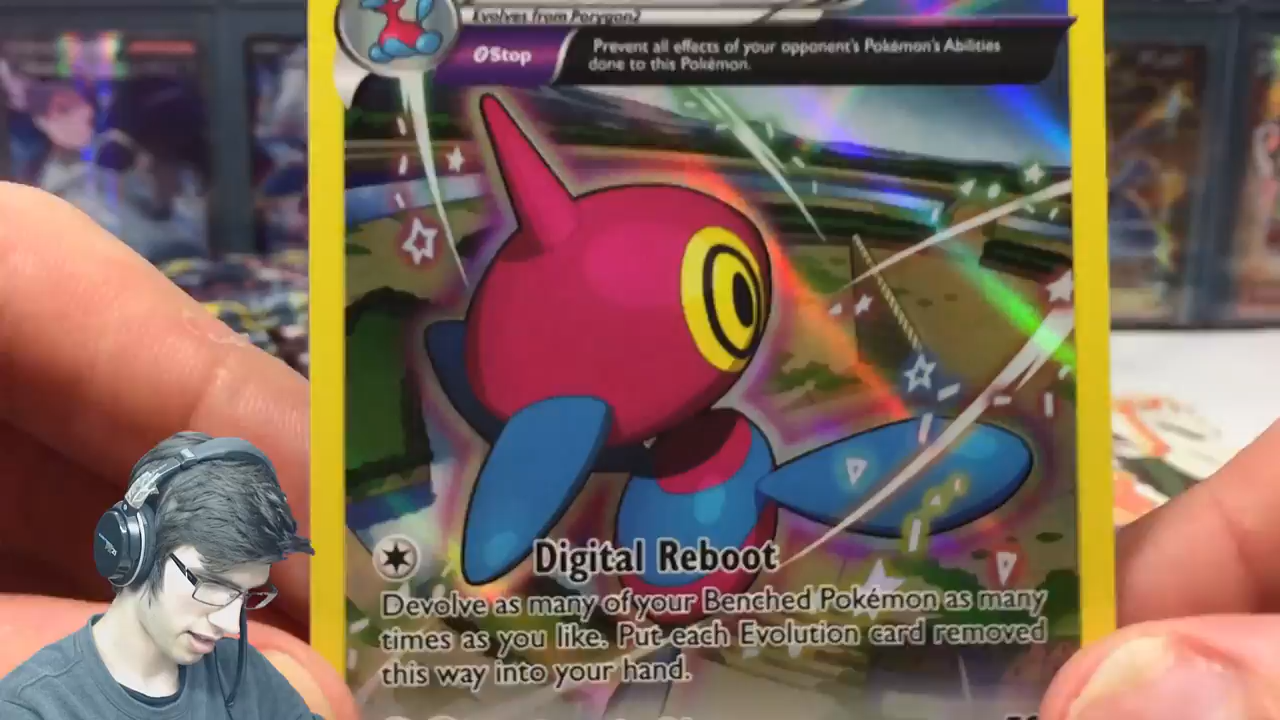 Evolves from Porygon2
θStop
Prevent all effects of your opponent's Pokémon's Abilities
done to this Pokémon.
Digital Reboot
Devolve as many of your Benched Pokémon as many
times as you like. Put each Evolution card removed
this way into your hand.